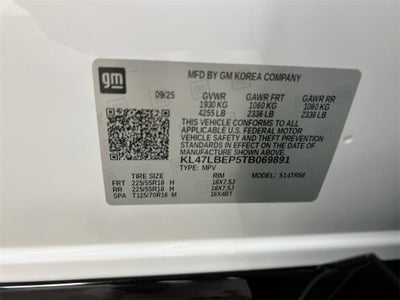 gm
MFD BY GM KOREA COMPANY
09/25 GVWR GAWR FRT GAWR RR
1930 KG 1060 KG 1060 KG
4255 LB 2336 LB 2336 LB
THIS VEHICLE CONFORMS TO ALL APPLICABLE
U.S. FEDERAL MOTOR
VEHICLE SAFETY AND THEFT PREVENTION
STANDARDS IN EFFECT ON THE DATE OF
MANUFACTURE SHOWN ABOVE.
KL47LBEP5TB069891
TYPE: MPV MODEL:
TIRE SIZE RIM
FRT 225/55R18 H 18X7.5J
RR 225/55R18 H 18X7.5J
SPA T125/70R16 M 16X4BT